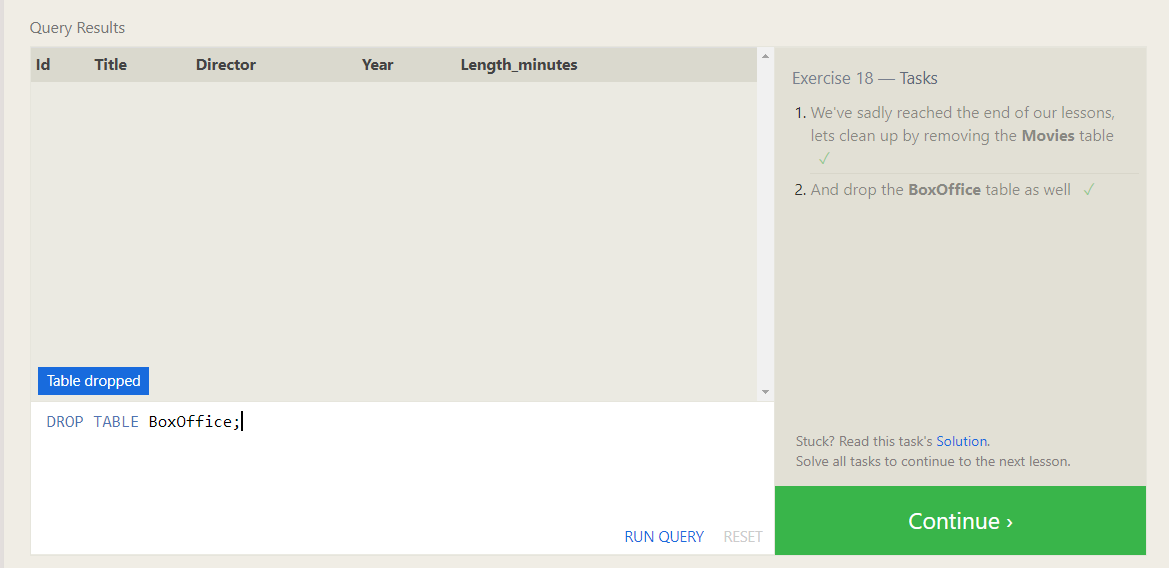 Query Results
Id Title Director Year Length_minutes
Table dropped
DROP TABLE BoxOffice;
RUN QUERY RESET
Exercise 18 — Tasks
1. We've sadly reached the end of our lessons,
lets clean up by removing the Movies table
✓
2. And drop the BoxOffice table as well ✓
Stuck? Read this task's Solution.
Solve all tasks to continue to the next lesson.
Continue ›